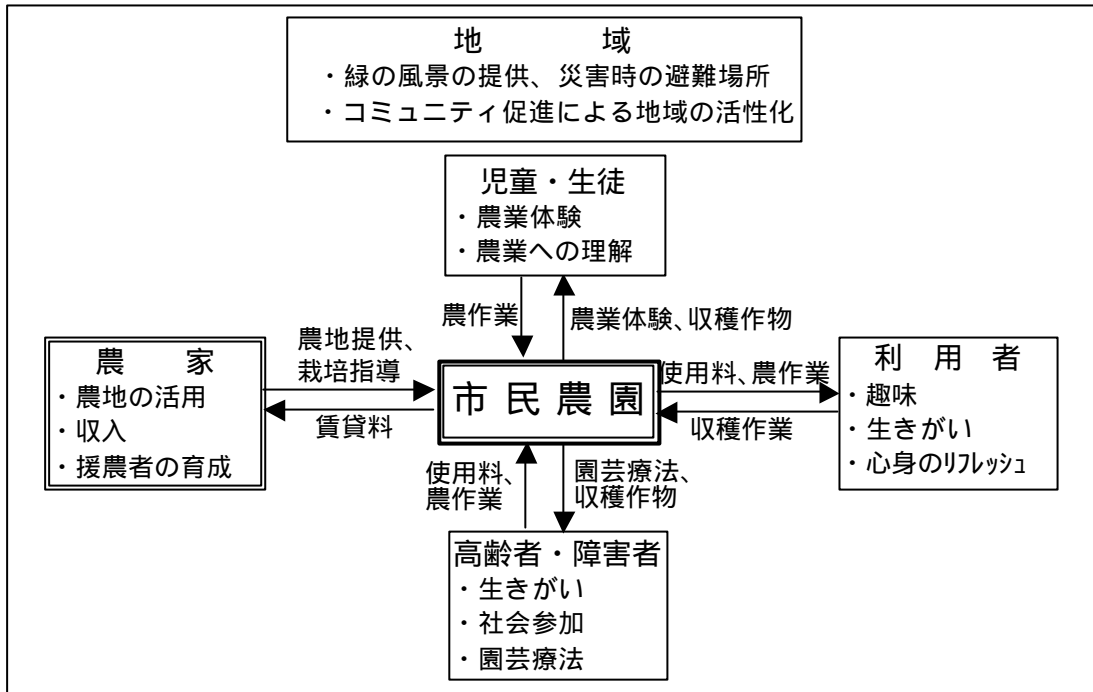 地　域
・緑の風景の提供、災害時の避難場所
・コミュニティ促進による地域の活性化
児童・生徒
・農業体験
・農業への理解
農作業
農業体験、収穫作物
農　家
・農地の活用
・収入
・援農者の育成
農地提供、
栽培指導
賃貸料
市民農園
使用料、農作業
収穫作業
利用者
・趣味
・生きがい
・心身のﾘﾌﾚｯｼｭ
使用料、
農作業
園芸療法、
収穫作物
高齢者・障害者
・生きがい
・社会参加
・園芸療法